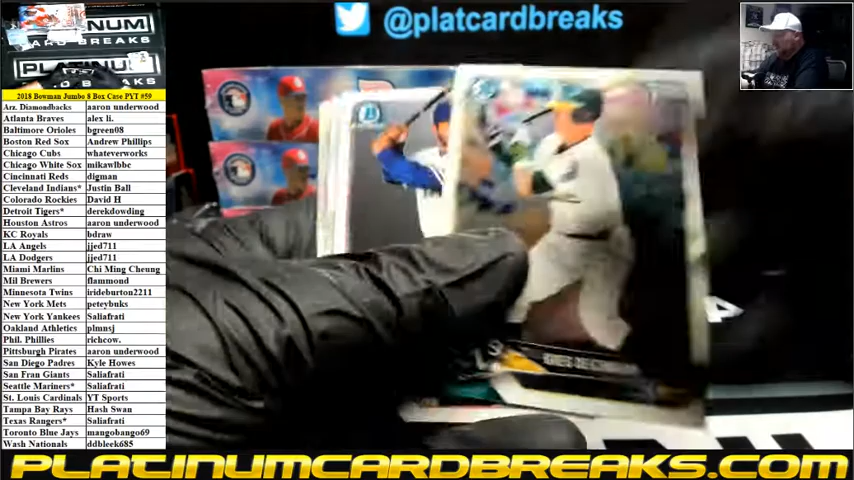 @platcardbreaks
PLATINUM
CARD BREAKS
2018 Bowman Jumbo 8 Box Case PYT #59
Arz. Diamondbacks aaron underwood
Atlanta Braves alex li.
Baltimore Orioles bgreen08
Boston Red Sox Andrew Phillips
Chicago Cubs whateverworks
Chicago White Sox mikawlbbc
Cincinnati Reds digman
Cleveland Indians* Justin Ball
Colorado Rockies David H
Detroit Tigers* derekdowding
Houston Astros aaron underwood
KC Royals bdraw
LA Angels jjed711
LA Dodgers jjed711
Miami Marlins Chi Ming Cheung
Mil Brewers flammond
Minnesota Twins irideburton2211
New York Mets peteybuks
New York Yankees Saliafrati
Oakland Athletics plmnsj
Phil. Phillies richcow.
Pittsburgh Pirates aaron underwood
San Diego Padres Kyle Howes
San Fran Giants Saliafrati
Seattle Mariners* Saliafrati
St. Louis Cardinals YT Sports
Tampa Bay Rays Hash Swan
Texas Rangers* Saliafrati
Toronto Blue Jays mangobango69
Wash Nationals ddbleek685
PLATINUMCARDBREAKS.COM